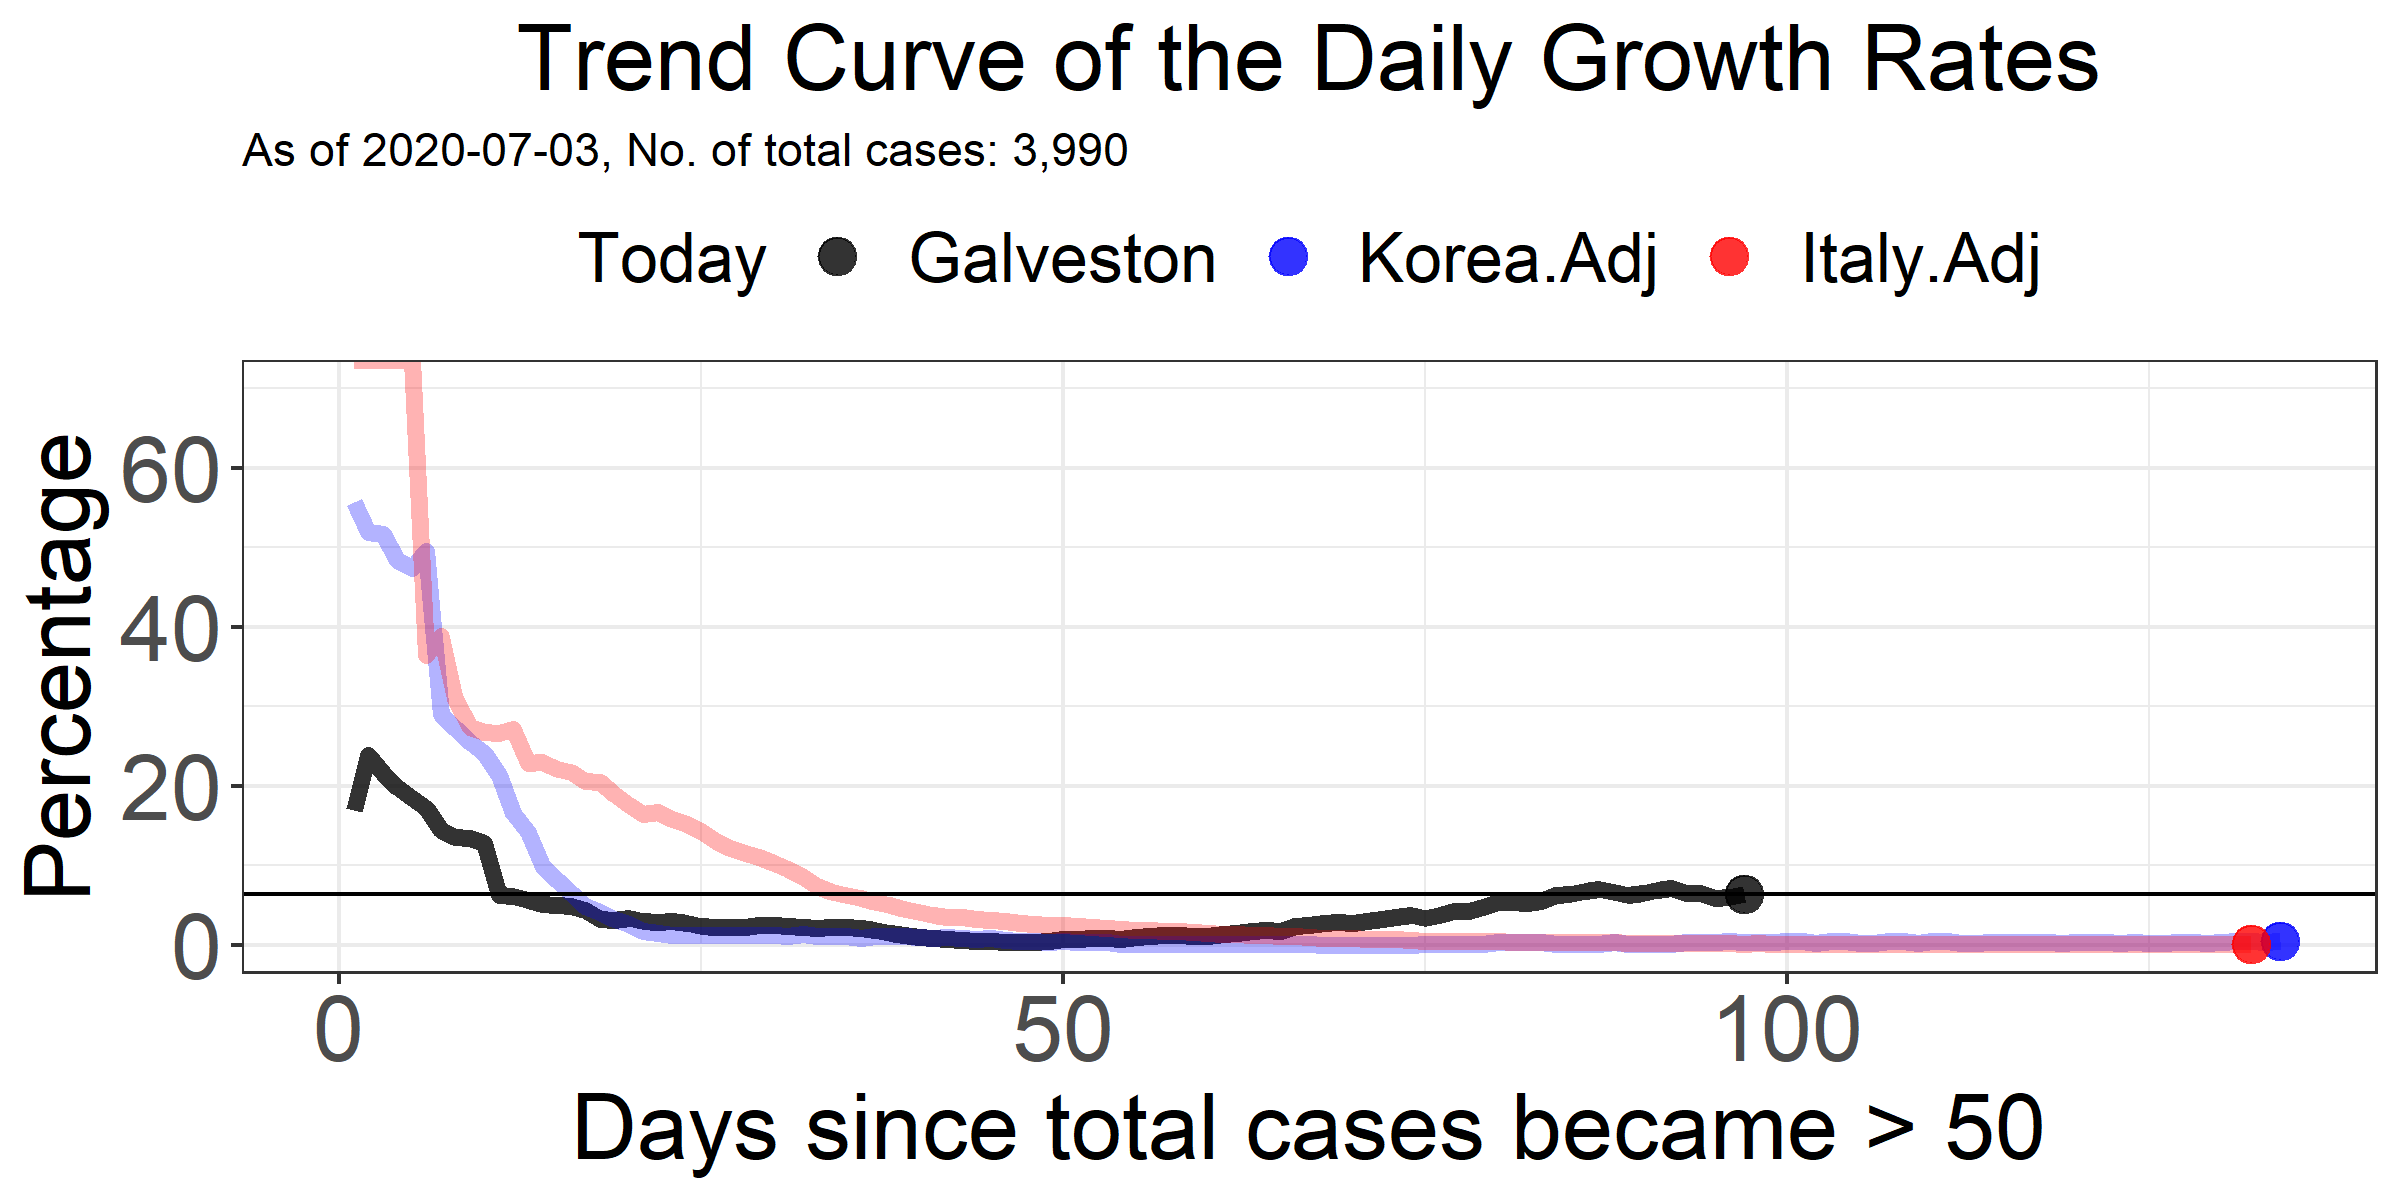 Trend Curve of the Daily Growth Rates
As of 2020-07-03, No. of total cases: 3,990
Today Galveston Korea.Adj Italy.Adj
Percentage
60
40
20
0
0 50 100
Days since total cases became > 50